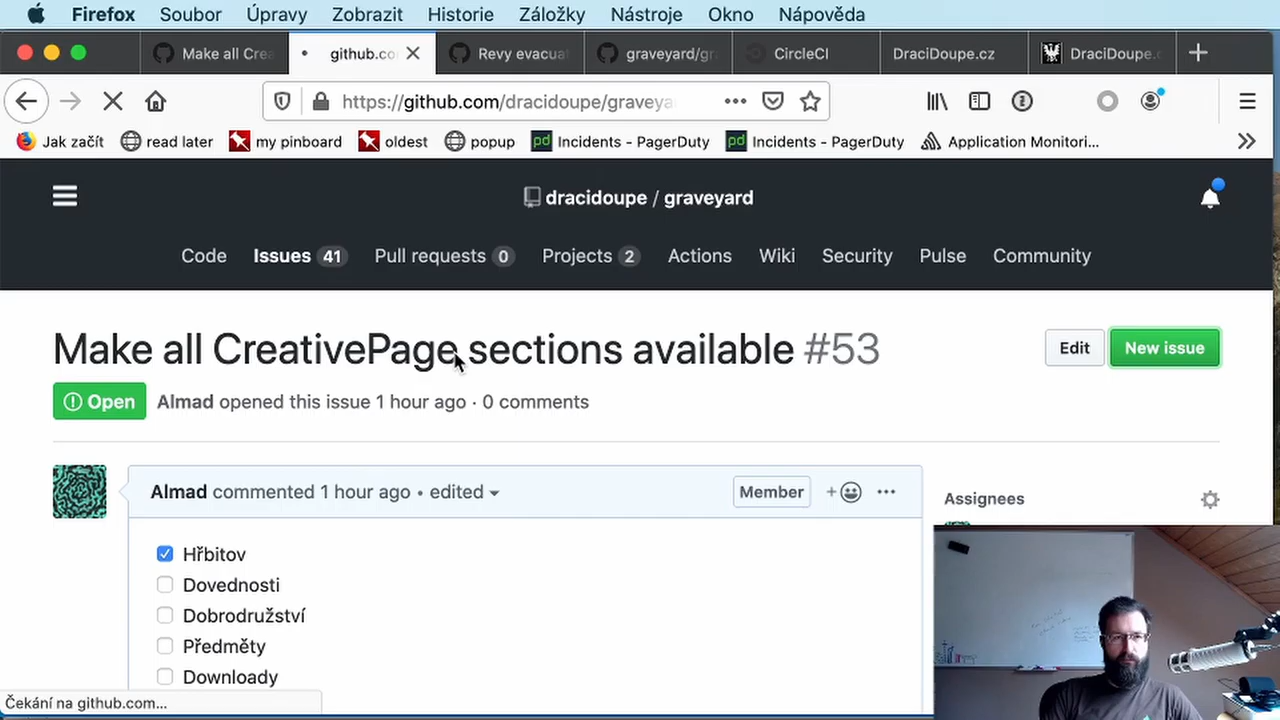 Firefox Soubor Úpravy Zobrazit Historie Záložky Nástroje Okno Nápověda
Make all Crea github.co Revy evacuat graveyard/gr CircleCI DraciDoupe.cz DraciDoupe.c
https://github.com/dracidoupe/graveya
Jak začít read later my pinboard oldest popup Incidents - PagerDuty Incidents - PagerDuty Application Monitori...
dracidoupe / graveyard
Code Issues 41 Pull requests 0 Projects 2 Actions Wiki Security Pulse Community
Make all CreativePage sections available #53
Edit New issue
Open Almad opened this issue 1 hour ago · 0 comments
Almad commented 1 hour ago • edited
Member
Assignees
Hřbitov
Dovednosti
Dobrodružství
Předměty
Downloady
Čekání na github.com...